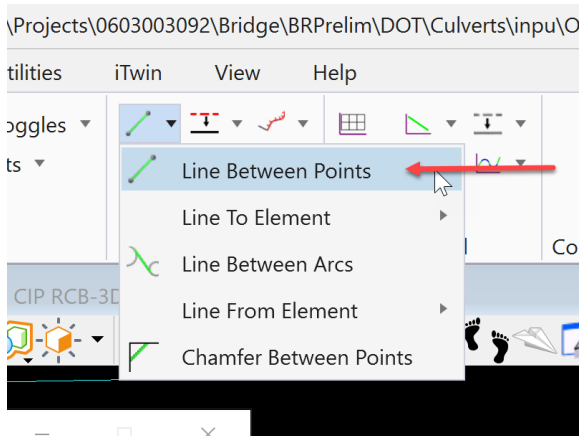 \Projects\0603003092\Bridge\BRPrelim\DOT\Culverts\inpu\O
tilities iTwin View Help
oggles
ts
Line Between Points
Line To Element
Co
Line Between Arcs
CIP RCB-3D
Line From Element
Chamfer Between Points